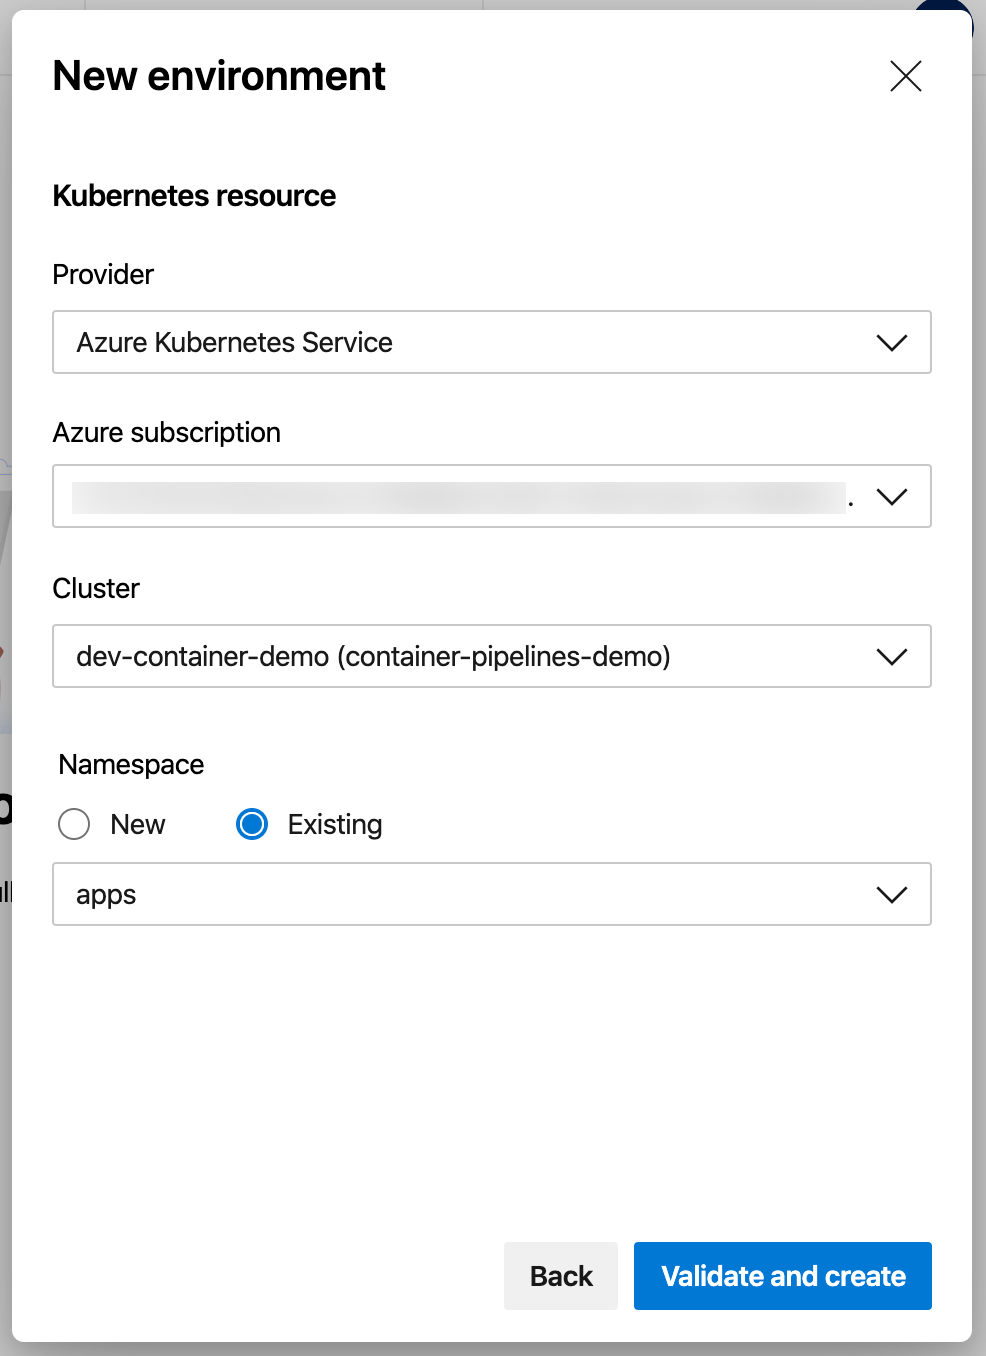 New environment
Kubernetes resource
Provider
Azure Kubernetes Service
Azure subscription
.
Cluster
dev-container-demo (container-pipelines-demo)
Namespace
New Existing
apps
Back Validate and create